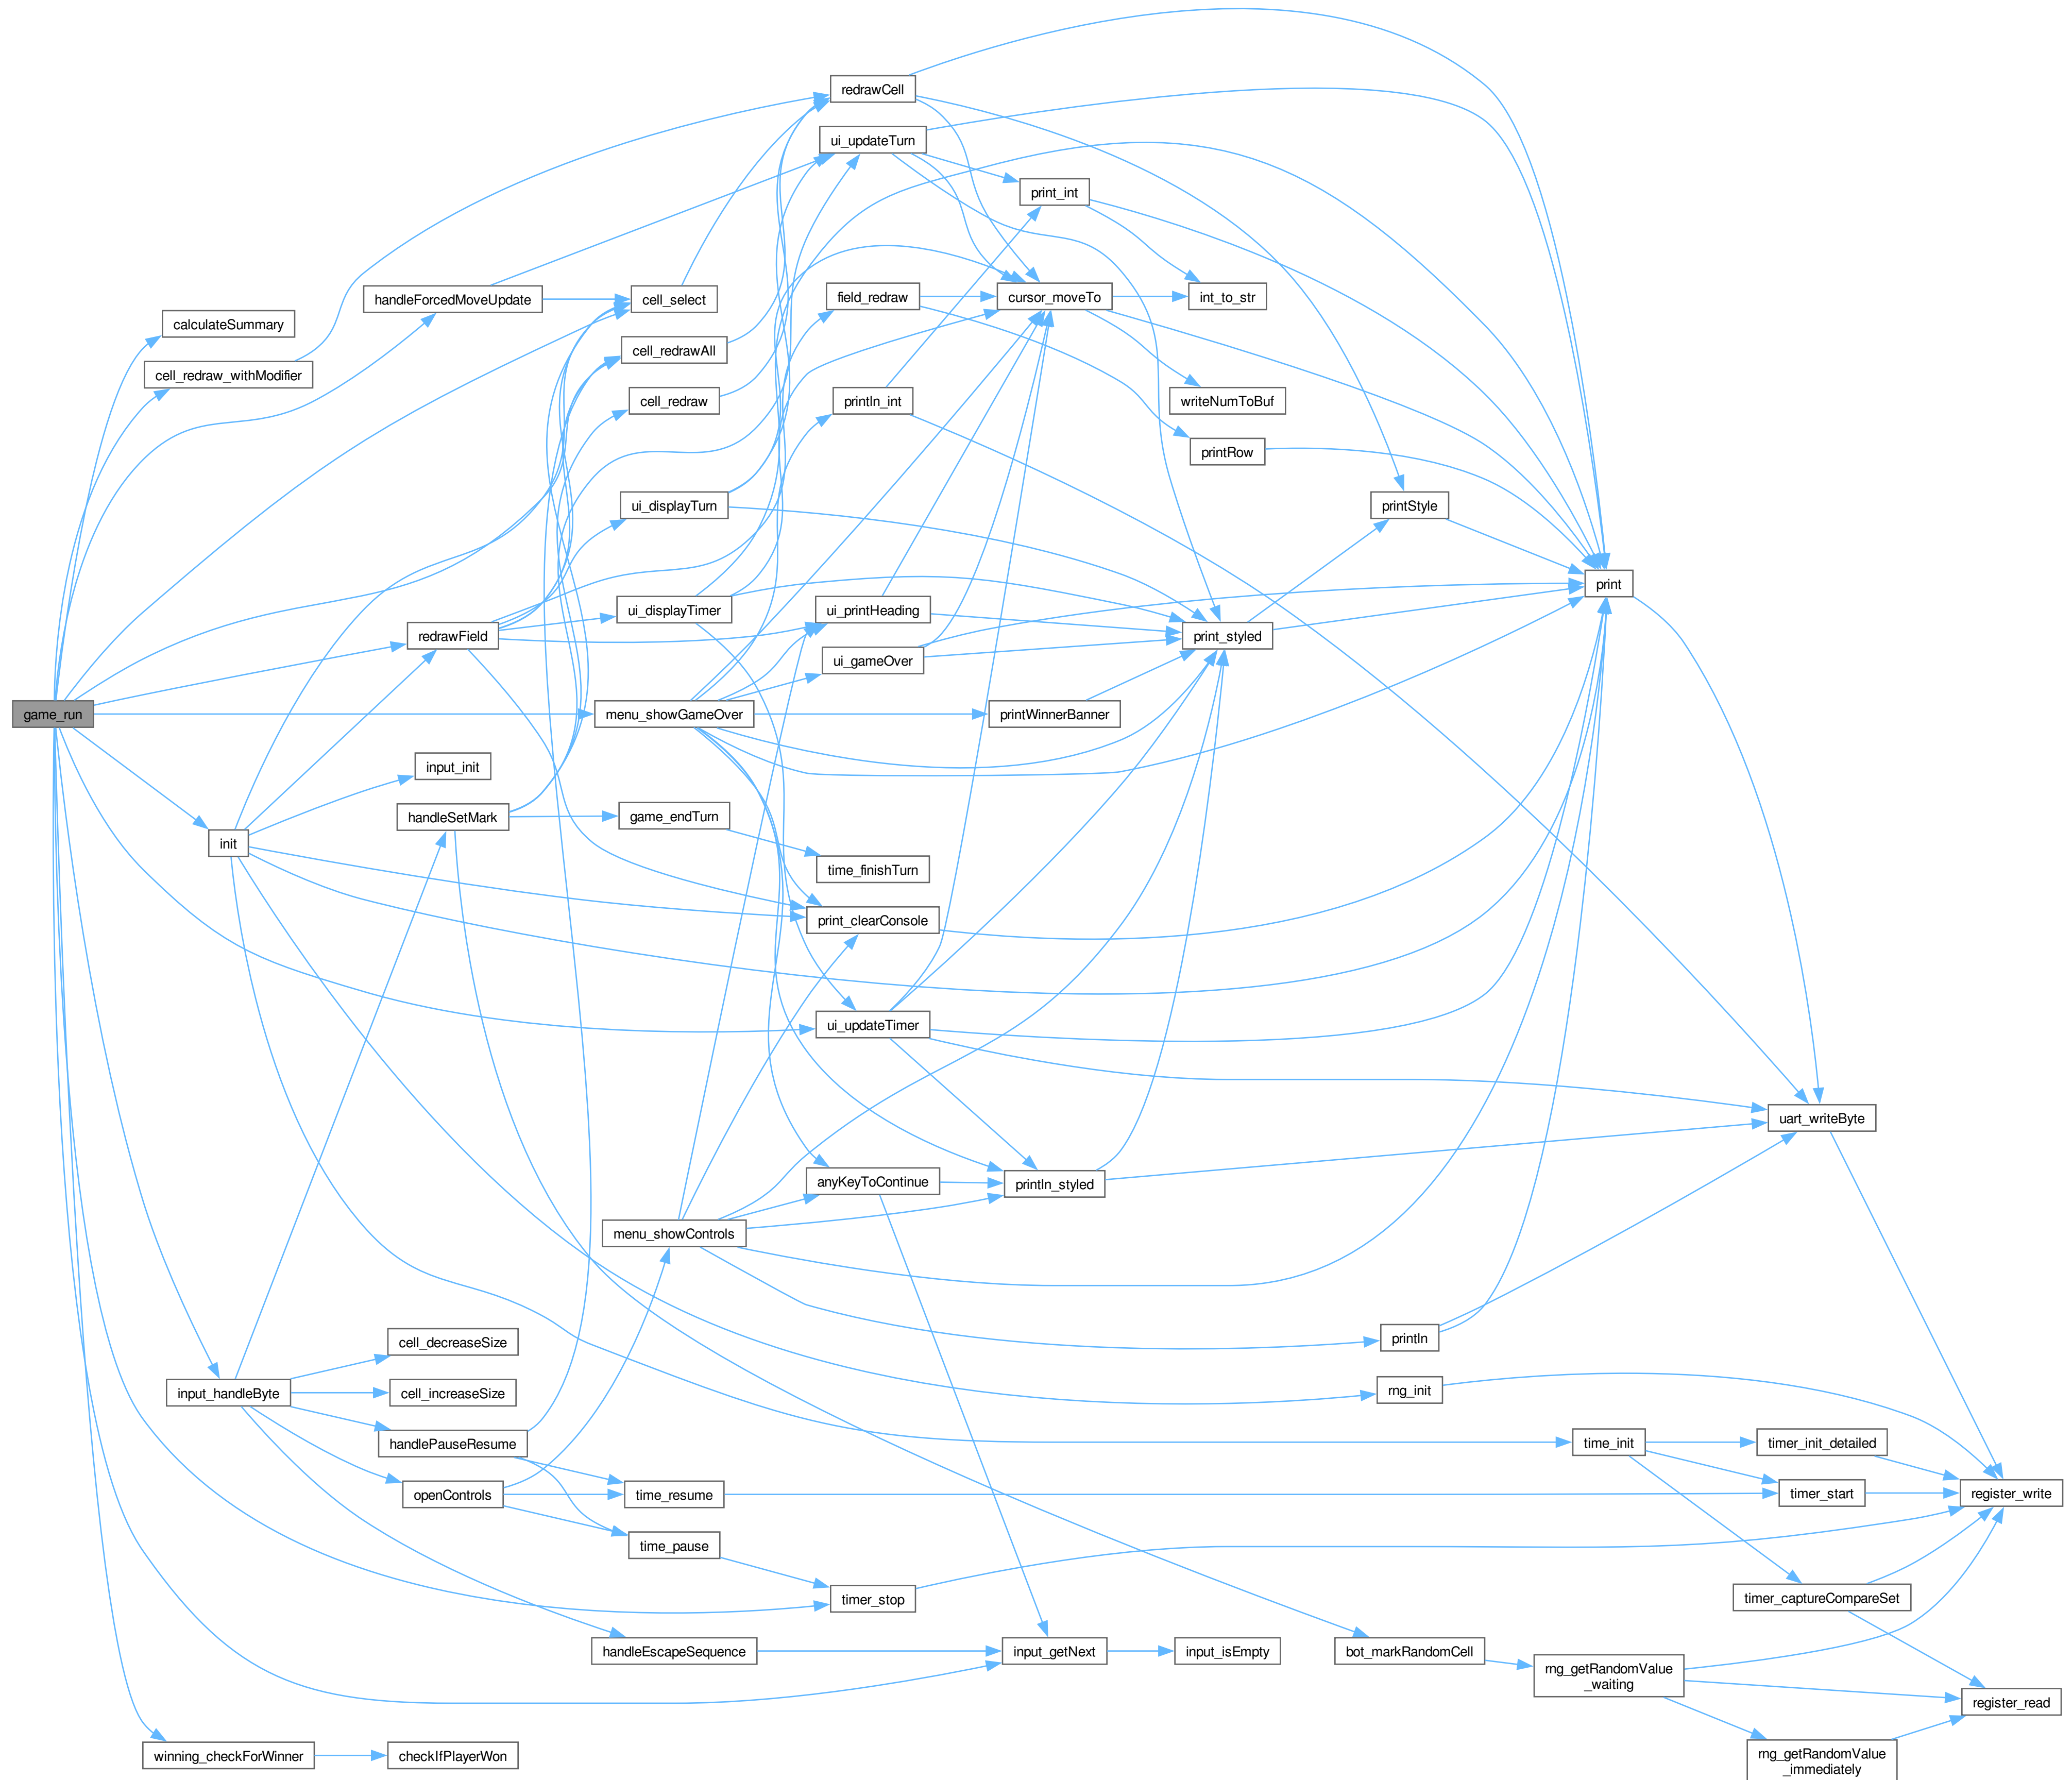 redrawCell
ui_updateTurn
print_int
handleForcedMoveUpdate
cell_select
field_redraw
cursor_moveTo
int_to_str
calculateSummary
cell_redrawAll
cell_redraw_withModifier
cell_redraw
println_int
writeNumToBuf
printRow
ui_displayTurn
printStyle
print
ui_displayTimer
ui_printHeading
redrawField
print_styled
ui_gameOver
game_run
menu_showGameOver
printWinnerBanner
input_init
handleSetMark
game_endTurn
init
time_finishTurn
print_clearConsole
ui_updateTimer
uart_writeByte
anyKeyToContinue
println_styled
menu_showControls
cell_decreaseSize
println
input_handleByte
cell_increaseSize
rng_init
handlePauseResume
time_init
timer_init_detailed
openControls
time_resume
timer_start
register_write
time_pause
timer_stop
timer_captureCompareSet
handleEscapeSequence
input_getNext
input_isEmpty
bot_markRandomCell
rng_getRandomValue
_waiting
register_read
winning_checkForWinner
checkIfPlayerWon
rng_getRandomValue
_immediately